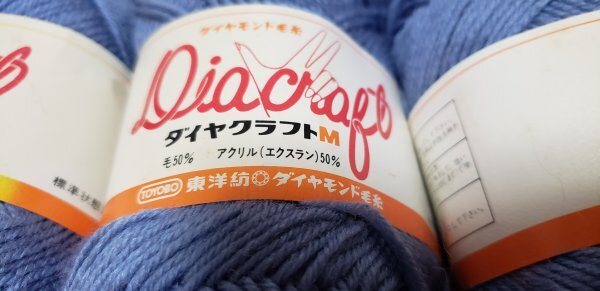 ダイヤモンド毛糸
Diacraft
ダイヤクラフトM
毛50% アクリル(エクスラン)50%
TOYOBO 東洋紡 ダイヤモンド毛糸
標準状態